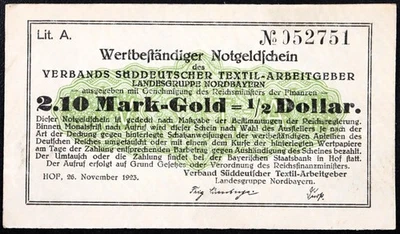 Lit. A. № 052751
Wertbeständiger Notgeldschein
des
VERBANDS SÜDDEUTSCHER TEXTIL-ARBEITGEBER
LANDESGRUPPE NORDBAYERN
ausgegeben mit Genehmigung des Reichsministers der Finanzen
2.10 Mark-Gold = 1/2 Dollar.
Dieser Notgeldschein ist gedeckt nach Maßgabe der Bestimmungen der Reichsregierung.
Binnen Monatsfrist nach Aufruf wird dieser Schein nach Wahl des Ausstellers je nach der
Art der Deckung gegen hinterlegte Schatzanweisungen der wertbeständigen Anleihen des
Deutschen Reiches umgetauscht oder mit einem dem Kurse der hinterlegten Wertpapiere
am Tage der Zahlung entsprechenden Barbetrag gegen Aushändigung des Scheines bezahlt.
Der Umtausch oder die Zahlung findet bei der Bayerischen Staatsbank in Hof statt.
Der Aufruf erfolgt auf Grund Gesetzes oder Verordnung des Reichsfinanzministers.
HOF, 26. November 1923. Verband Süddeutscher Textil-Arbeitgeber
Landesgruppe Nordbayern.